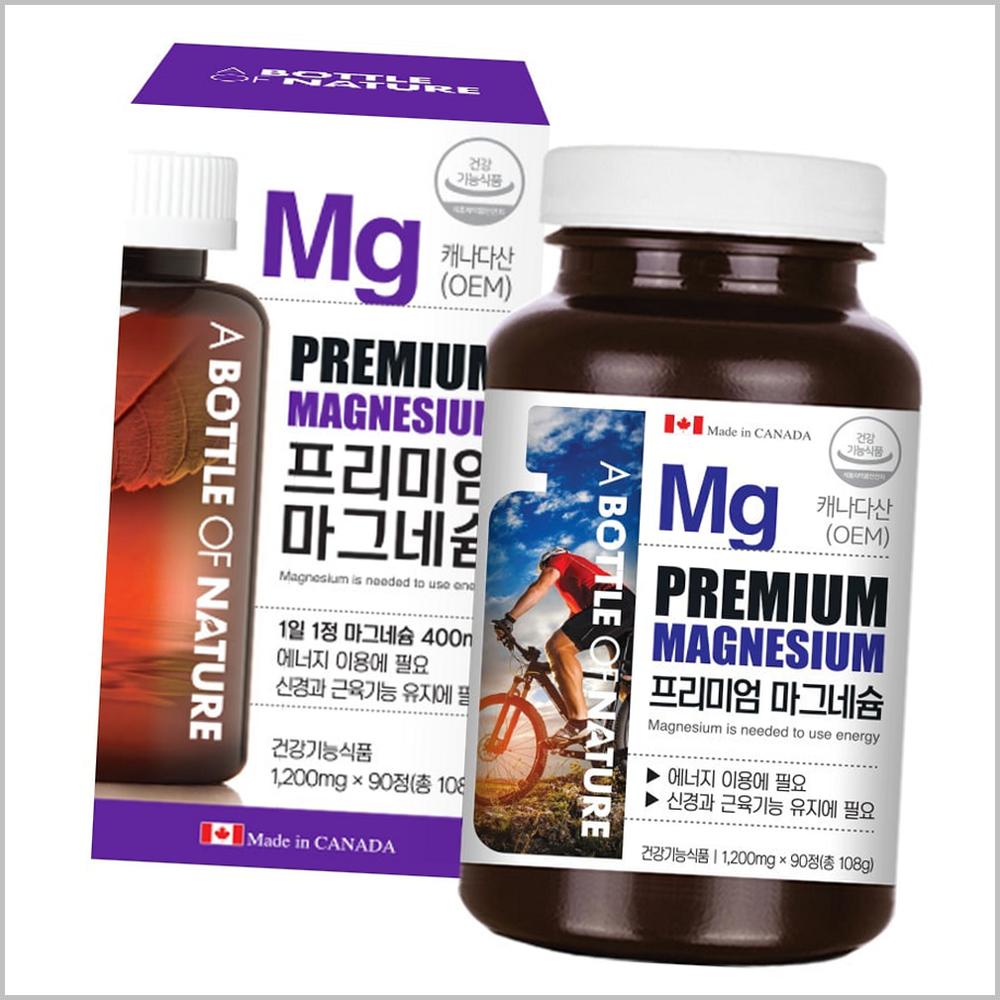 BOTTLE
OF NATURE
건강
기능식품
Mg
캐나다산
(OEM)
PREMIUM
MAGNESIUM
프리미엄
마그네슘
Magnesium is needed to use
1일 1정 마그네슘
에너지 이용에 필요
신경과 근육기능 유지에
건강기능식품
1,200mg × 90정(총
Made in CANADA
A BOTTLE OF NATURE
Made in CANADA
건강
기능식품
Mg
캐나다산
(OEM)
PREMIUM
MAGNESIUM
프리미엄 마그네슘
Magnesium is needed to use energy
▶ 에너지 이용에 필요
▶ 신경과 근육기능 유지에 필요
건강기능식품 | 1,200mg × 90정(총 108g)
A BOTTLE OF NATURE